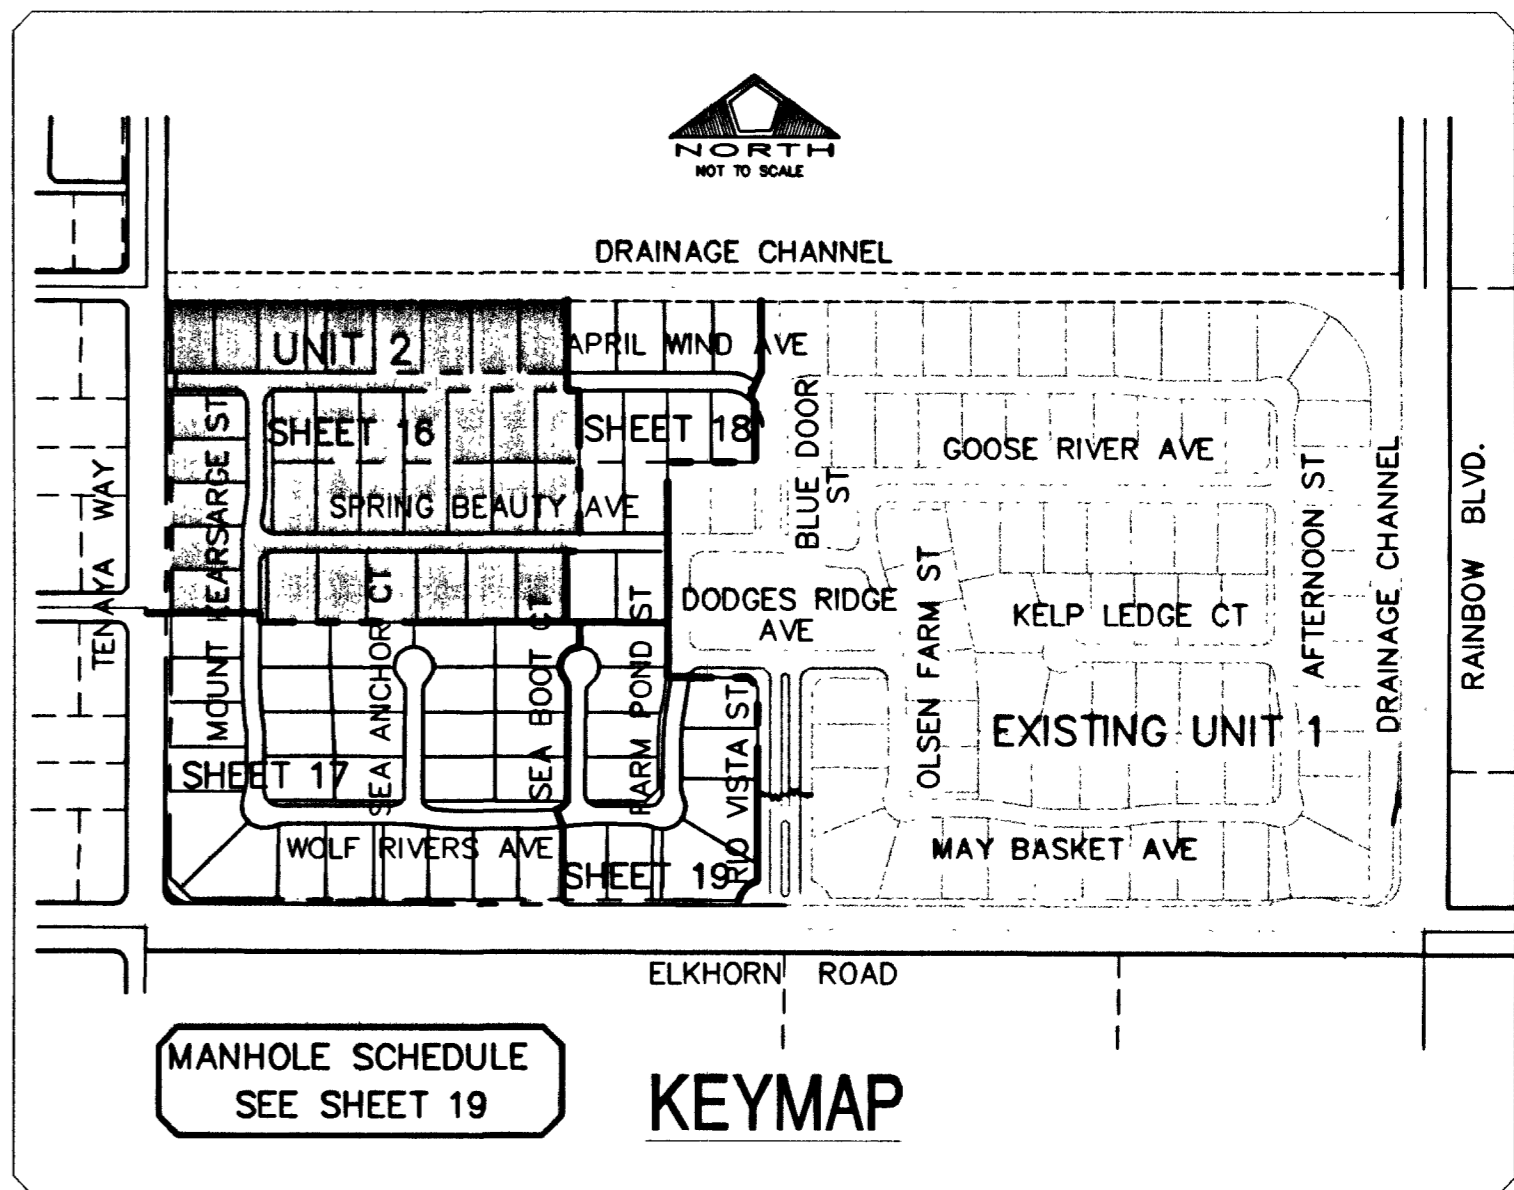 NORTH
NOT TO SCALE
DRAINAGE CHANNEL
UNIT 2
APRIL WIND AVE
SHEET 16
SHEET 18
BLUE DOOR
ST
GOOSE RIVER AVE
SPRING BEAUTY AVE
MOUNT KEARSARGE ST
TENAYA WAY
SEA ANCHOR CT
SEA BOOT CT
FARM POND ST
DODGES RIDGE
AVE
OLSEN FARM ST
KELP LEDGE CT
AFTERNOON ST
DRAINAGE CHANNEL
RAINBOW BLVD.
RIO VISTA ST
EXISTING UNIT 1
SHEET 17
WOLF RIVERS AVE
SHEET 19
MAY BASKET AVE
ELKHORN ROAD
MANHOLE SCHEDULE
SEE SHEET 19
KEYMAP